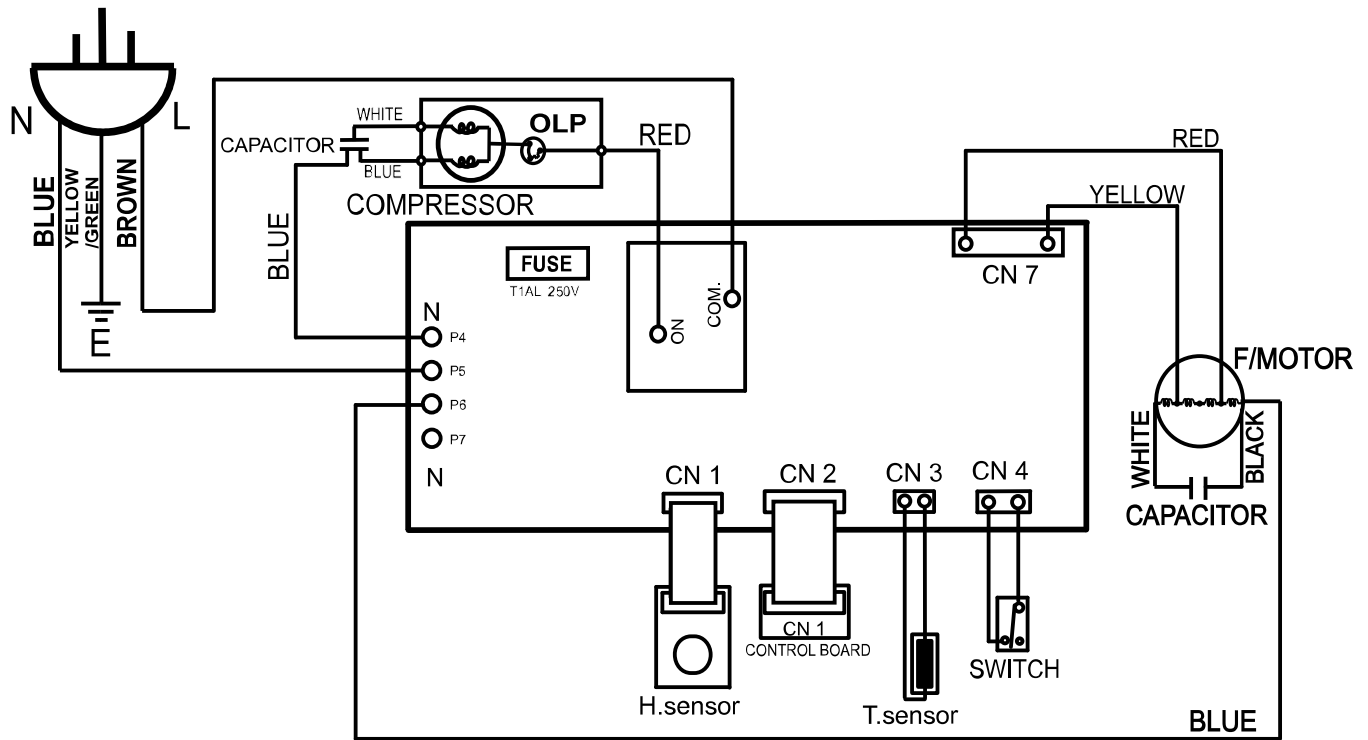 N
L
BLUE
YELLOW
/GREEN
BROWN
E
CAPACITOR
WHITE
BLUE
OLP
COMPRESSOR
RED
BLUE
FUSE
T1AL 250V
N
P4
P5
P6
P7
N
ON
COM.
CN 7
RED
YELLOW
F/MOTOR
WHITE
BLACK
CAPACITOR
CN 1
CN 2
CN 3
CN 4
CN 1
CONTROL BOARD
H.sensor
T.sensor
SWITCH
BLUE